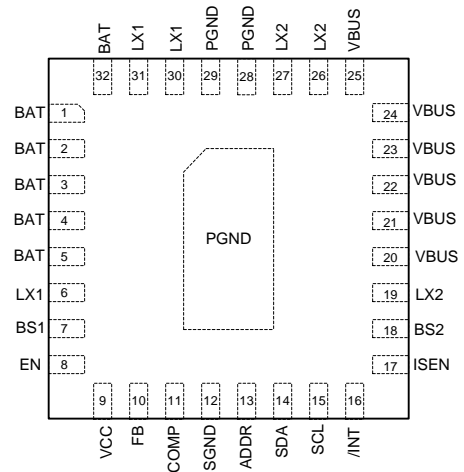 BAT LX1 LX1 PGND PGND LX2 LX2 VBUS
32 31 30 29 28 27 26 25
BAT 1 24 VBUS
BAT 2 23 VBUS
BAT 3 22 VBUS
BAT 4 21 VBUS
BAT 5 20 VBUS
LX1 6 19 LX2
BS1 7 18 BS2
EN 8 17 ISEN
PGND
9 10 11 12 13 14 15 16
VCC FB COMP SGND ADDR SDA SCL /INT